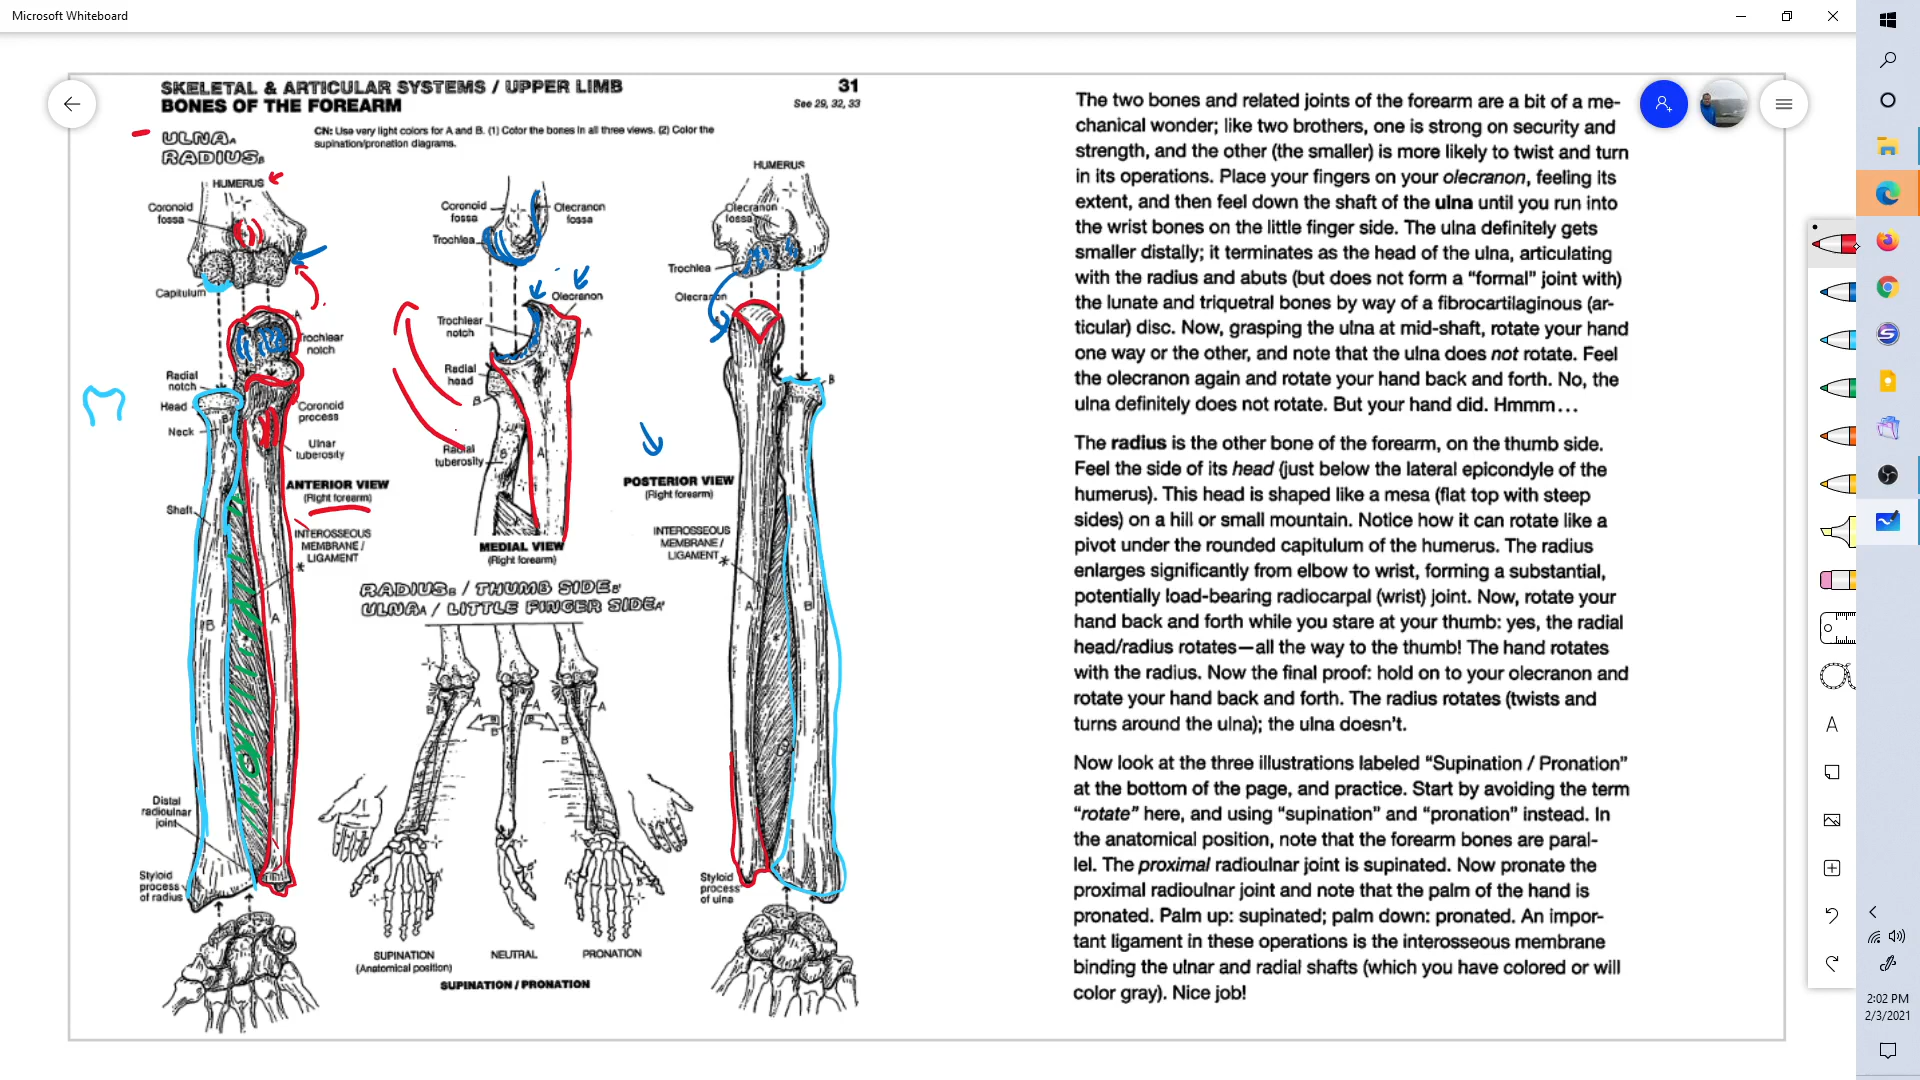 Microsoft Whiteboard
SKELETAL & ARTICULAR SYSTEMS / UPPER LIMB
BONES OF THE FOREARM
31
See 29, 32, 33
CN: Use very light colors for A and B. (1) Color the bones in all three views. (2) Color the
supination/pronation diagrams.
ULNA A
RADIUS B
HUMERUS
Coronoid
fossa
Capitulum
A
Trochlear
notch
Radial
notch
Head
Neck
B
Coronoid
process
Ulnar
tuberosity
ANTERIOR VIEW
(Right forearm)
Shaft
INTEROSSEOUS
MEMBRANE /
LIGAMENT
*
B
A
Distal
radioulnar
joint
Styloid
process
of radius
Coronoid
fossa
Olecranon
fossa
Trochlea
Olecranon
Trochlear
notch
A
Radial
head
B
Radial
tuberosity
B
A
MEDIAL VIEW
(Right forearm)
HUMERUS
Olecranon
fossa
Trochlea
Olecranon
B
POSTERIOR VIEW
(Right forearm)
INTEROSSEOUS
MEMBRANE /
LIGAMENT
*
A
B
Styloid
process
of ulna
RADIUS B / THUMB SIDE B'
ULNA A / LITTLE FINGER SIDE A'
SUPINATION
(Anatomical position)
NEUTRAL
PRONATION
SUPINATION / PRONATION
The two bones and related joints of the forearm are a bit of a me-
chanical wonder; like two brothers, one is strong on security and
strength, and the other (the smaller) is more likely to twist and turn
in its operations. Place your fingers on your olecranon, feeling its
extent, and then feel down the shaft of the ulna until you run into
the wrist bones on the little finger side. The ulna definitely gets
smaller distally; it terminates as the head of the ulna, articulating
with the radius and abuts (but does not form a “formal” joint with)
the lunate and triquetral bones by way of a fibrocartilaginous (ar-
ticular) disc. Now, grasping the ulna at mid-shaft, rotate your hand
one way or the other, and note that the ulna does not rotate. Feel
the olecranon again and rotate your hand back and forth. No, the
ulna definitely does not rotate. But your hand did. Hmmm…
The radius is the other bone of the forearm, on the thumb side.
Feel the side of its head (just below the lateral epicondyle of the
humerus). This head is shaped like a mesa (flat top with steep
sides) on a hill or small mountain. Notice how it can rotate like a
pivot under the rounded capitulum of the humerus. The radius
enlarges significantly from elbow to wrist, forming a substantial,
potentially load-bearing radiocarpal (wrist) joint. Now, rotate your
hand back and forth while you stare at your thumb: yes, the radial
head/radius rotates—all the way to the thumb! The hand rotates
with the radius. Now the final proof: hold on to your olecranon and
rotate your hand back and forth. The radius rotates (twists and
turns around the ulna); the ulna doesn’t.
Now look at the three illustrations labeled “Supination / Pronation”
at the bottom of the page, and practice. Start by avoiding the term
“rotate” here, and using “supination” and “pronation” instead. In
the anatomical position, note that the forearm bones are paral-
lel. The proximal radioulnar joint is supinated. Now pronate the
proximal radioulnar joint and note that the palm of the hand is
pronated. Palm up: supinated; palm down: pronated. An impor-
tant ligament in these operations is the interosseous membrane
binding the ulnar and radial shafts (which you have colored or will
color gray). Nice job!
2:02 PM
2/3/2021